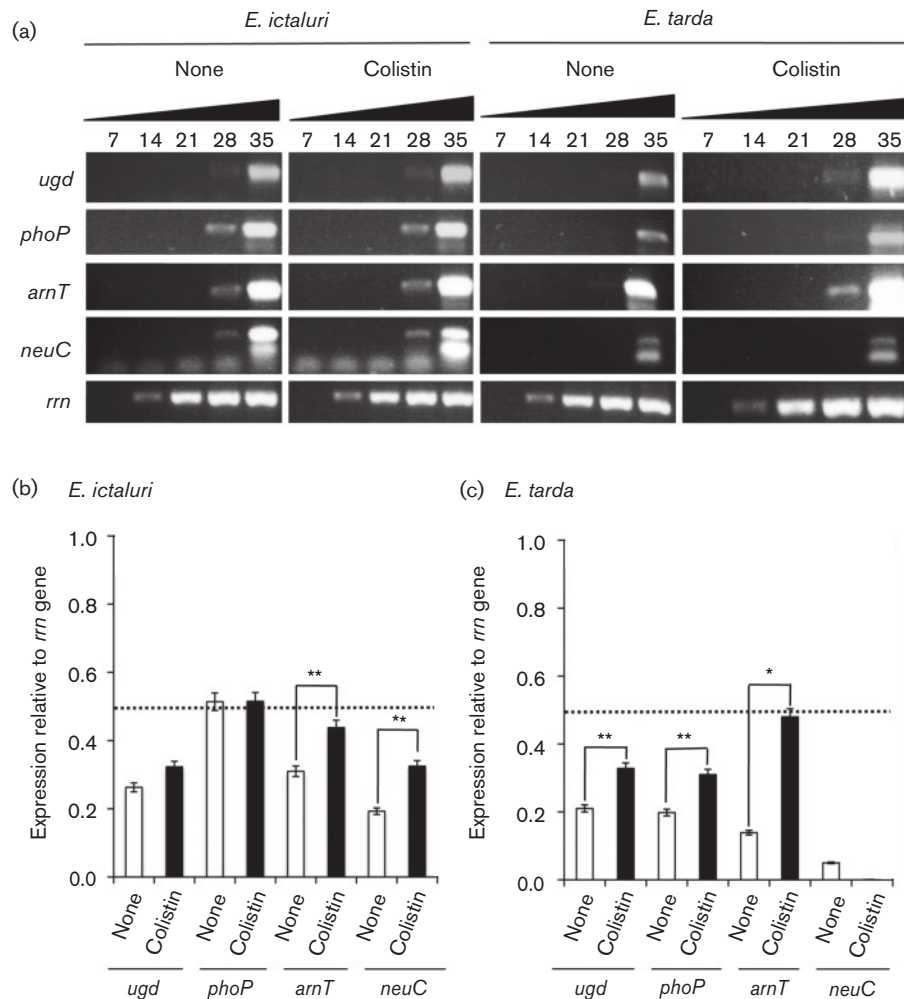 (a)
E. ictaluri E. tarda
None Colistin None Colistin
7 14 21 28 35 7 14 21 28 35 7 14 21 28 35 7 14 21 28 35
ugd
phoP
arnT
neuC
rrn
(b) E. ictaluri
Expression relative to rrn gene
1.0
0.8
0.6
0.4
0.2
0.0
**
**
None Colistin None Colistin None Colistin None Colistin
ugd phoP arnT neuC
(c) E. tarda
Expression relative to rrn gene
1.0
0.8
0.6
0.4
0.2
0.0
**
**
*
None Colistin None Colistin None Colistin None Colistin
ugd phoP arnT neuC